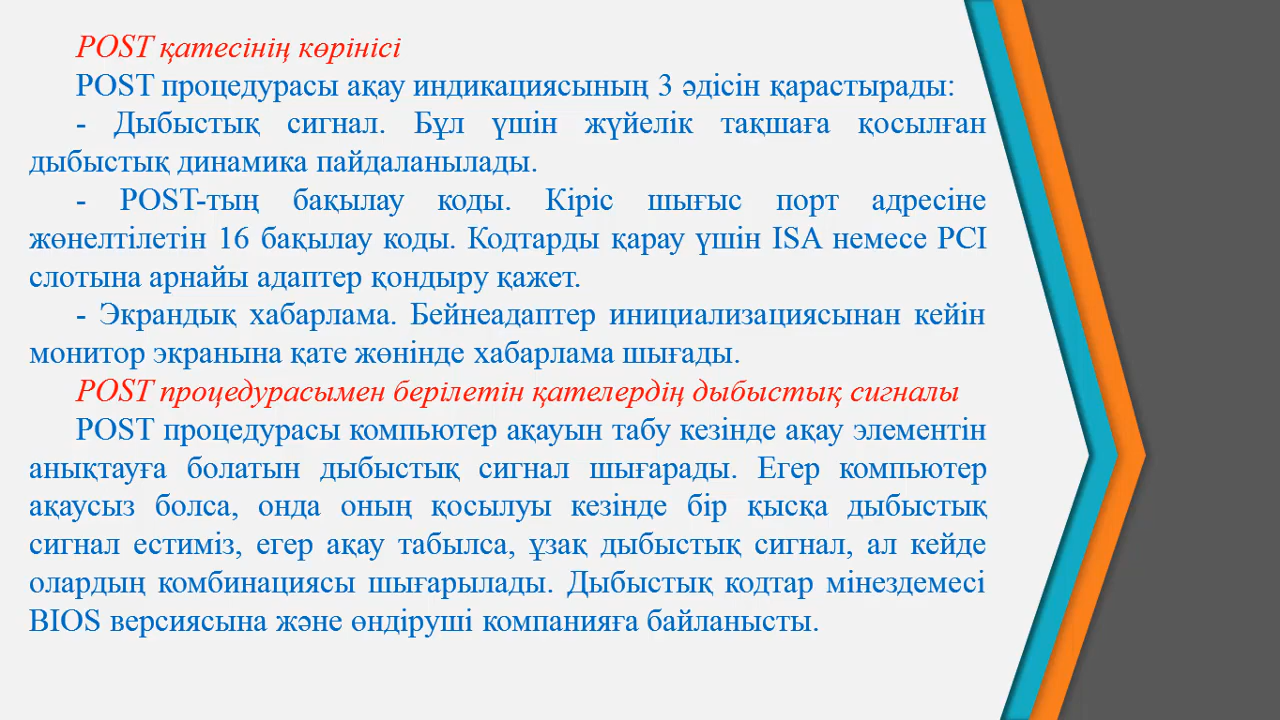 POST қатесінің көрінісі
POST процедурасы ақау индикациясының 3 әдісін қарастырады:
- Дыбыстық сигнал. Бұл үшін жүйелік тақшаға қосылған
дыбыстық динамика пайдаланылады.
- POST-тың бақылау коды. Кіріс шығыс порт адресіне
жөнелтілетін 16 бақылау коды. Кодтарды қарау үшін ISA немесе PCI
слотына арнайы адаптер қондыру қажет.
- Экрандық хабарлама. Бейнеадаптер инициализациясынан кейін
монитор экранына қате жөнінде хабарлама шығады.
POST процедурасымен берілетін қателердің дыбыстық сигналы
POST процедурасы компьютер ақауын табу кезінде ақау элементін
анықтауға болатын дыбыстық сигнал шығарады. Егер компьютер
ақаусыз болса, онда оның қосылуы кезінде бір қысқа дыбыстық
сигнал естиміз, егер ақау табылса, ұзақ дыбыстық сигнал, ал кейде
олардың комбинациясы шығарылады. Дыбыстық кодтар мінездемесі
BIOS версиясына және өндіруші компанияға байланысты.